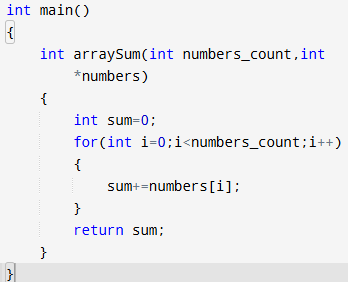 int main()
{
int arraySum(int numbers_count,int
*numbers)
{
int sum=0;
for(int i=0;i<numbers_count;i++)
{
sum+=numbers[i];
}
return sum;
}
}